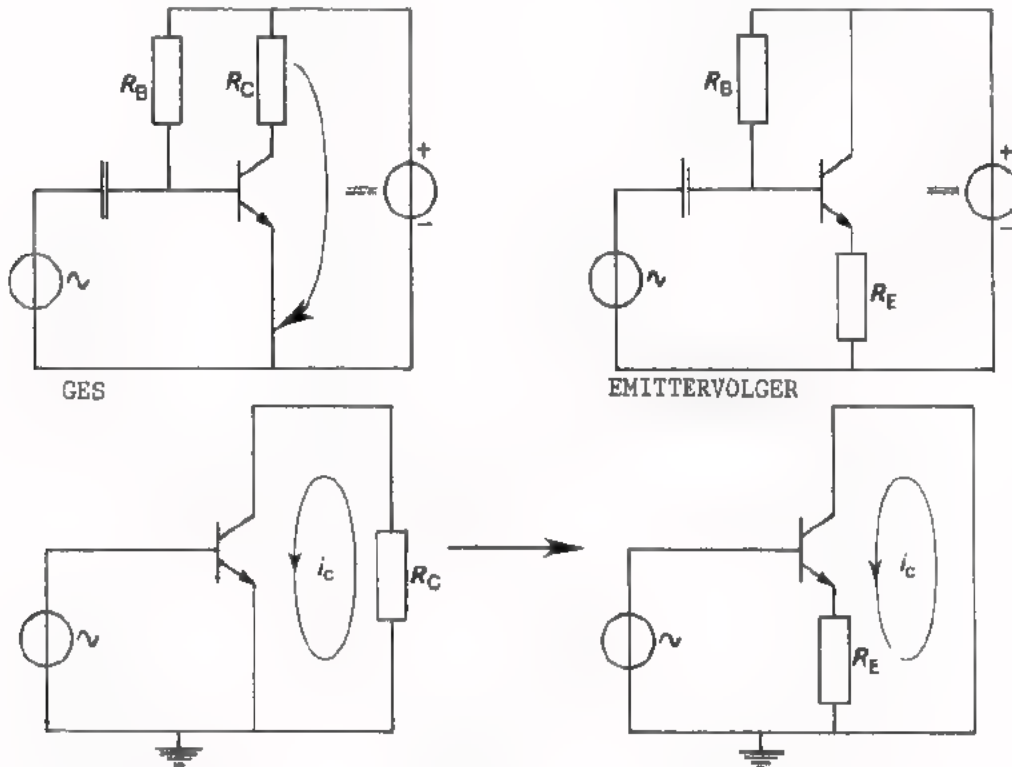 R_B
R_C
+
−
∼
GES
R_B
+
−
∼
R_E
EMITTERVOLGER
i_c
R_C
∼
i_c
R_E
∼